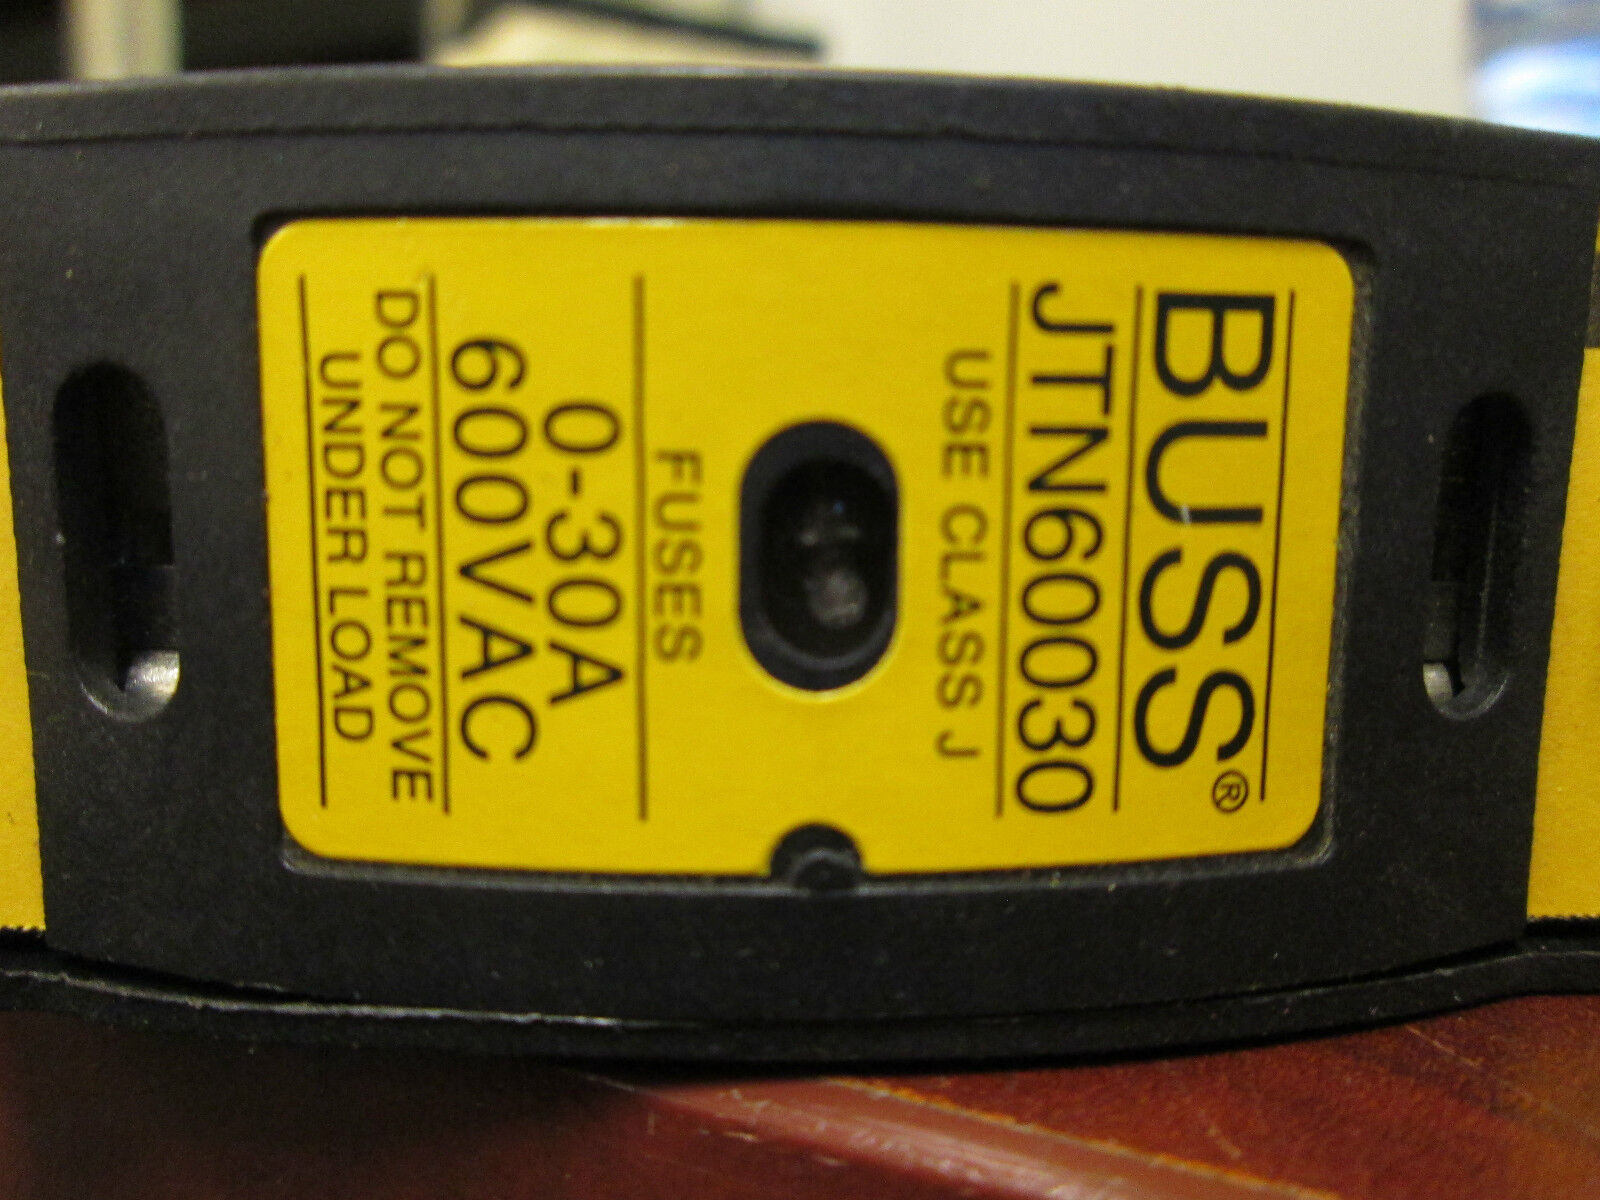 BUSS®
JTN60030
USE CLASS J
FUSES
0-30A
600VAC
DO NOT REMOVE
UNDER LOAD